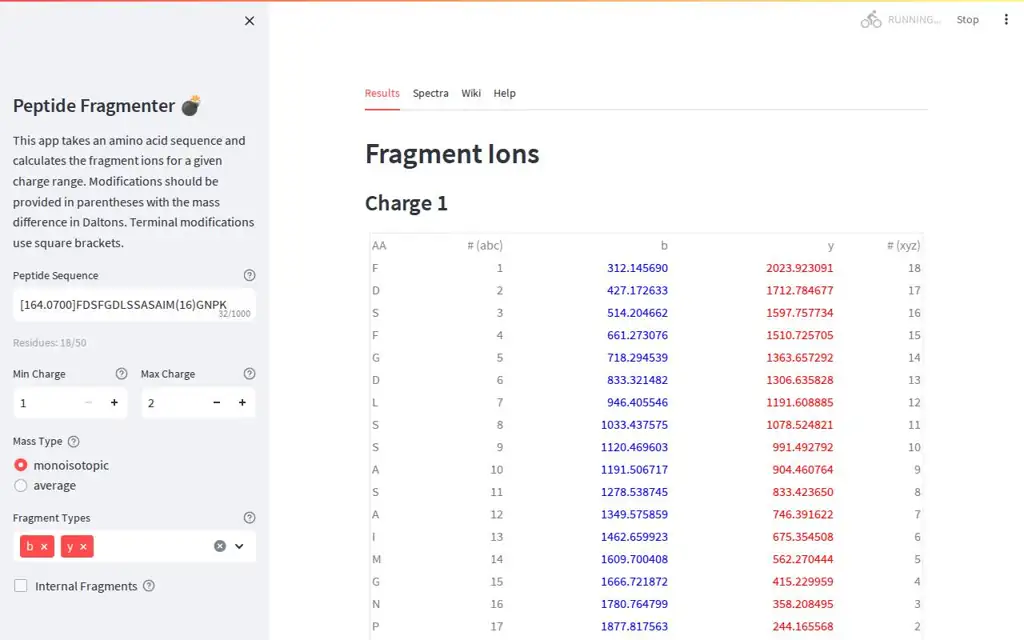 RUNNING...
Stop
Peptide Fragmenter 💣
This app takes an amino acid sequence and
calculates the fragment ions for a given
charge range. Modifications should be
provided in parentheses with the mass
difference in Daltons. Terminal modifications
use square brackets.
Peptide Sequence
[164.0700]FDSFGDLSSASAIM(16)GNPK
32/1000
Residues: 18/50
Min Charge Max Charge
1 − + 2 − +
Mass Type
monoisotopic
average
Fragment Types
b × y ×
Internal Fragments
Results Spectra Wiki Help
Fragment Ions
Charge 1
AA # (abc) b y # (xyz)
F 1 312.145690 2023.923091 18
D 2 427.172633 1712.784677 17
S 3 514.204662 1597.757734 16
F 4 661.273076 1510.725705 15
G 5 718.294539 1363.657292 14
D 6 833.321482 1306.635828 13
L 7 946.405546 1191.608885 12
S 8 1033.437575 1078.524821 11
S 9 1120.469603 991.492792 10
A 10 1191.506717 904.460764 9
S 11 1278.538745 833.423650 8
A 12 1349.575859 746.391622 7
I 13 1462.659923 675.354508 6
M 14 1609.700408 562.270444 5
G 15 1666.721872 415.229959 4
N 16 1780.764799 358.208495 3
P 17 1877.817563 244.165568 2